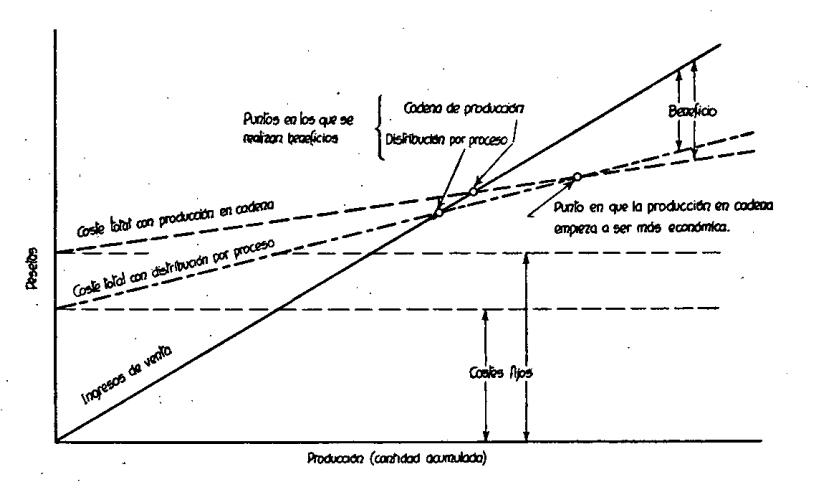 Puntos en los que se
realizan beneficios
Cadena de producción
Distribución por proceso
Beneficio
Coste total con producción en cadena
Punto en que la producción en cadena
empieza a ser más económica.
Coste total con distribución por proceso
Pesetas
Ingresos de venta
Costes fijos
Producción (cantidad acumulada)